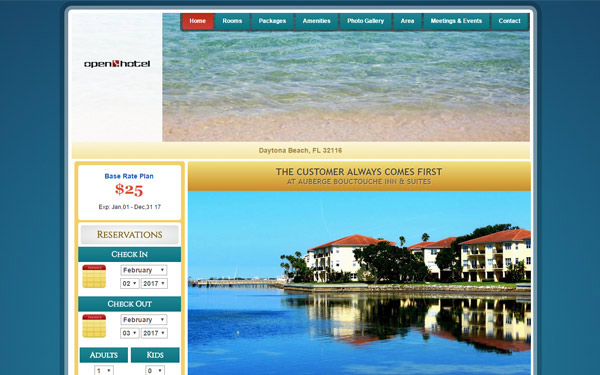 Home Rooms Packages Amenities Photo Gallery Area Meetings & Events Contact
open hotel
Daytona Beach, FL 32116
Base Rate Plan
$25
Exp: Jan,01 - Dec,31 17
THE CUSTOMER ALWAYS COMES FIRST
AT AUBERGE BOUCTOUCHE INN & SUITES
RESERVATIONS
CHECK IN
February
02 2017
CHECK OUT
February
03 2017
ADULTS KIDS
1 0